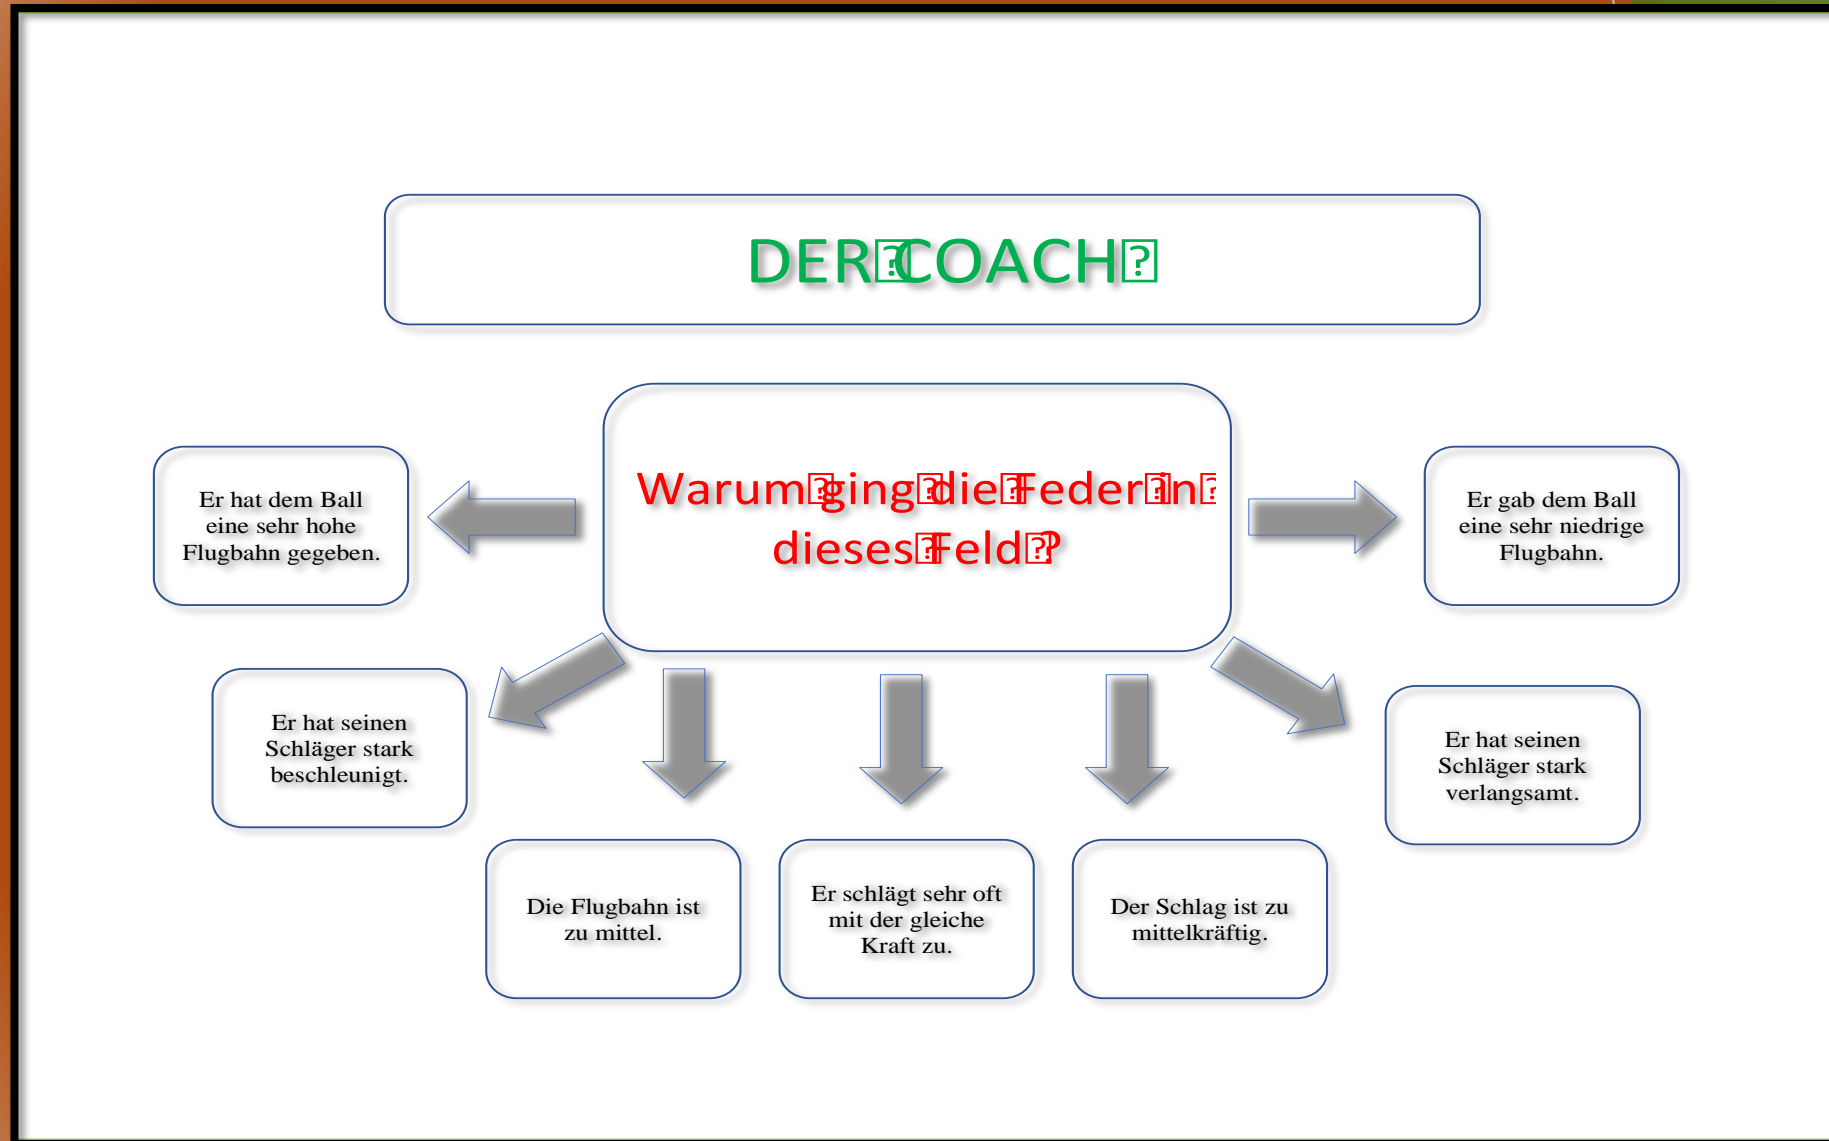 DER COACH
Warum ging die Feder in
dieses Feld ?
Er hat dem Ball
eine sehr hohe
Flugbahn gegeben.
Er gab dem Ball
eine sehr niedrige
Flugbahn.
Er hat seinen
Schläger stark
beschleunigt.
Er hat seinen
Schläger stark
verlangsamt.
Die Flugbahn ist
zu mittel.
Er schlägt sehr oft
mit der gleiche
Kraft zu.
Der Schlag ist zu
mittelkräftig.